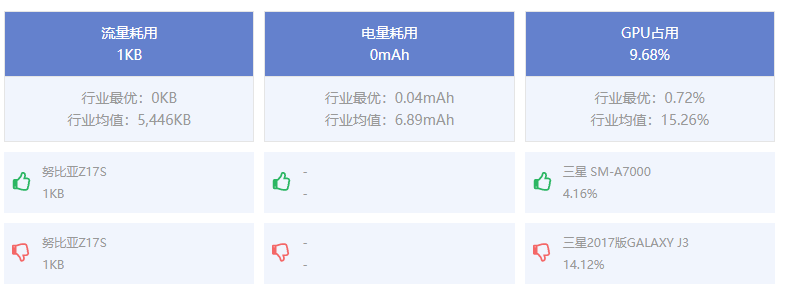 流量耗用
1KB
行业最优：0KB
行业均值：5,446KB
努比亚Z17S
1KB
努比亚Z17S
1KB
电量耗用
0mAh
行业最优：0.04mAh
行业均值：6.89mAh
-
-
-
-
GPU占用
9.68%
行业最优：0.72%
行业均值：15.26%
三星 SM-A7000
4.16%
三星2017版GALAXY J3
14.12%